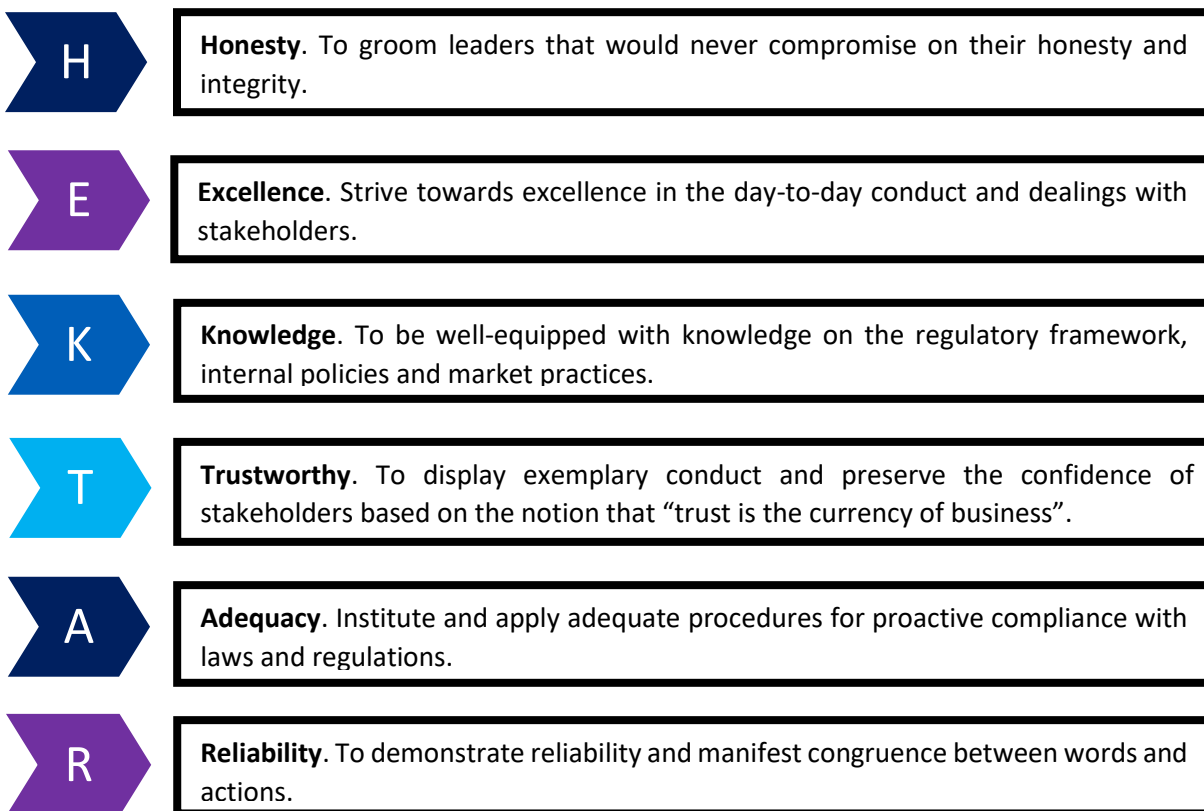 H
Honesty. To groom leaders that would never compromise on their honesty and
integrity.
E
Excellence. Strive towards excellence in the day-to-day conduct and dealings with
stakeholders.
K
Knowledge. To be well-equipped with knowledge on the regulatory framework,
internal policies and market practices.
T
Trustworthy. To display exemplary conduct and preserve the confidence of
stakeholders based on the notion that “trust is the currency of business”.
A
Adequacy. Institute and apply adequate procedures for proactive compliance with
laws and regulations.
R
Reliability. To demonstrate reliability and manifest congruence between words and
actions.